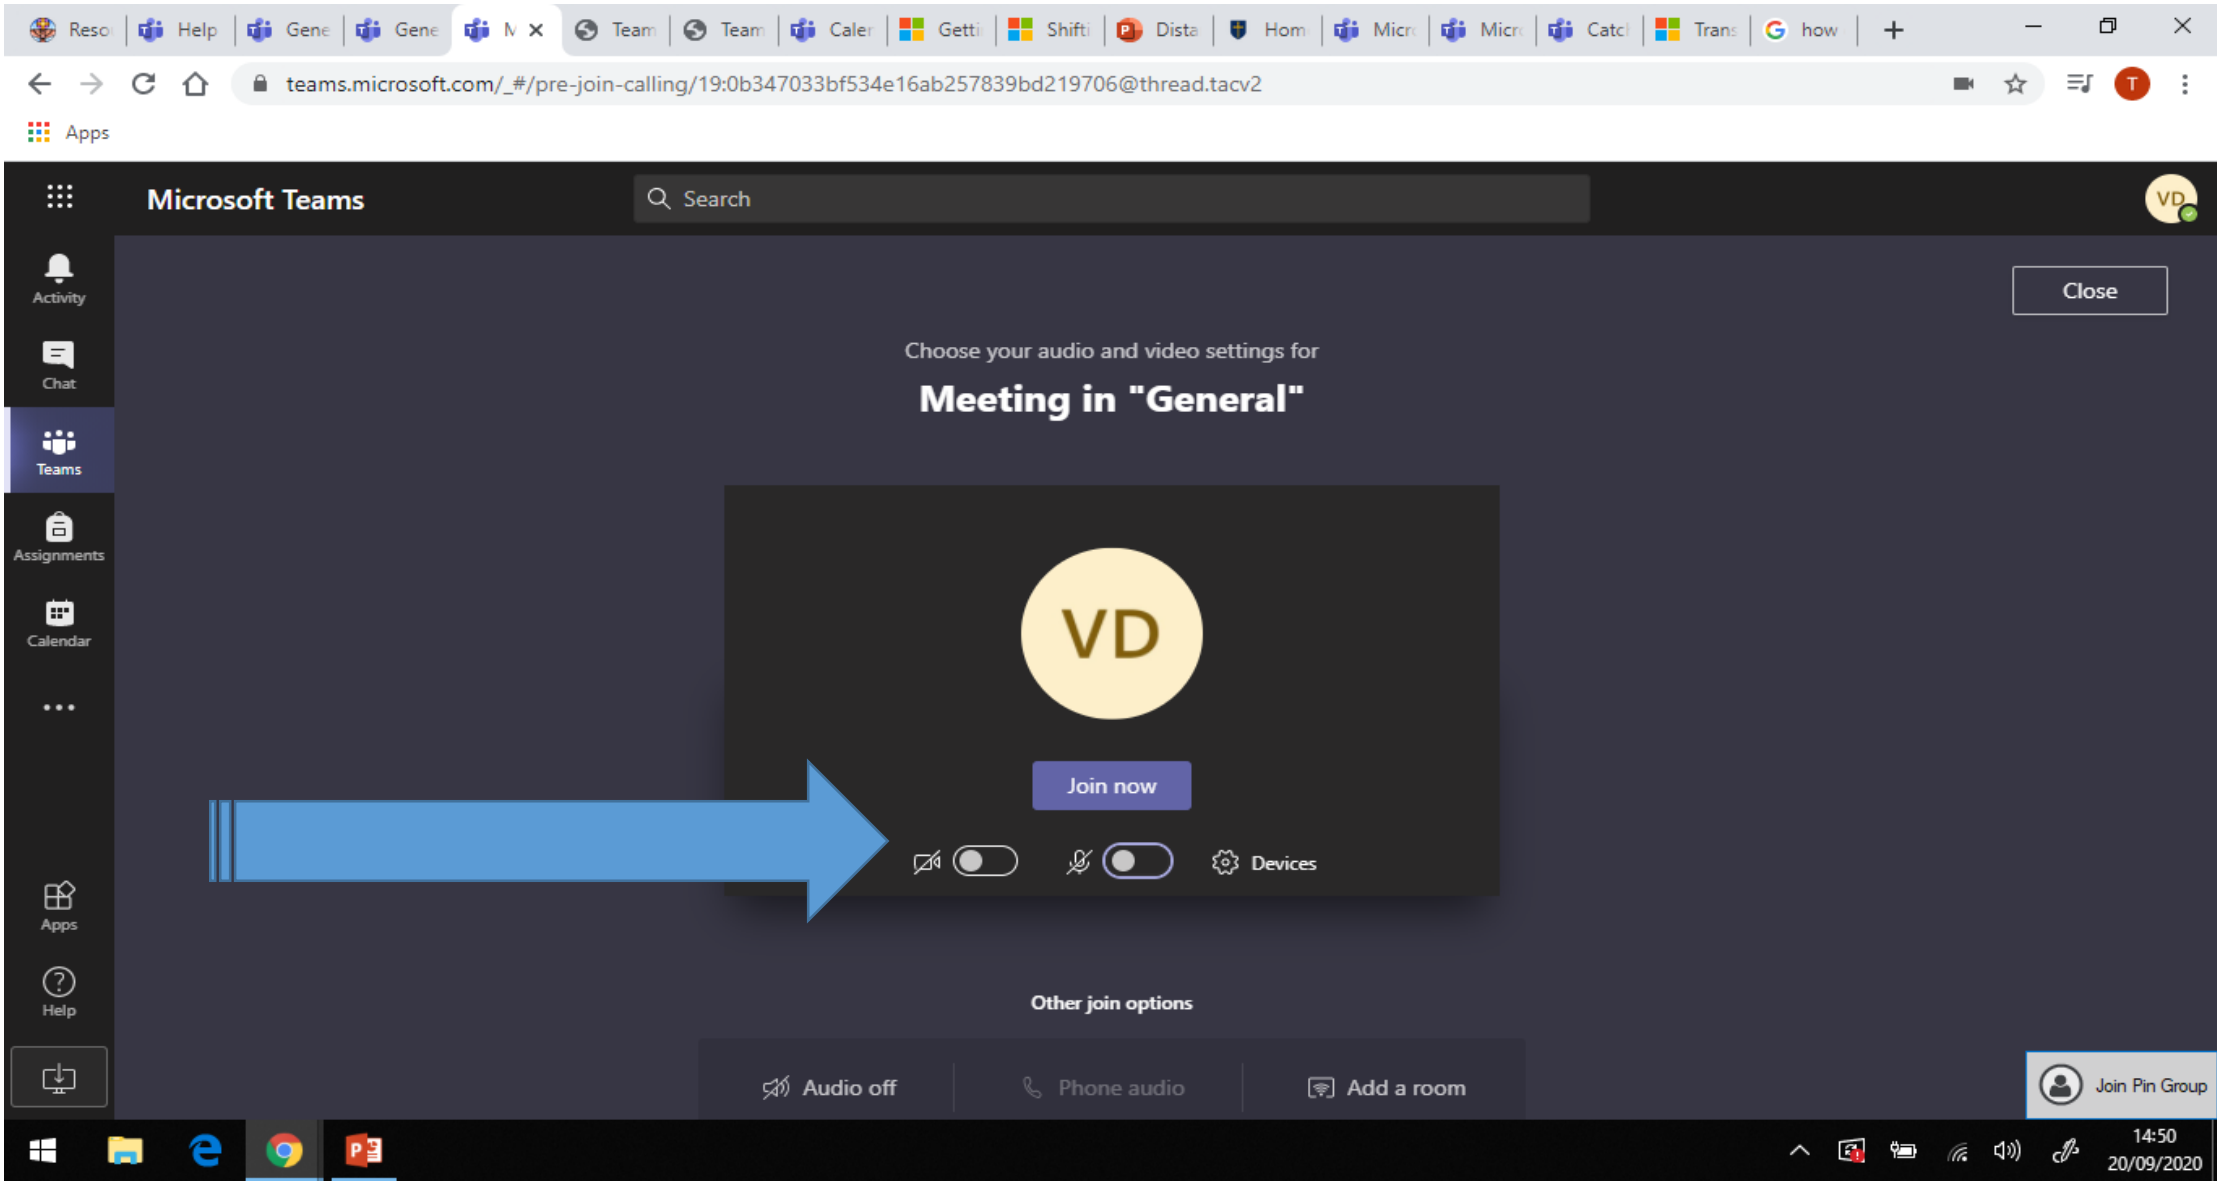 Reso Help Gene Gene M Team Team Caler Getti Shifti Dista Hom Micro Micro Catch Trans how
teams.microsoft.com/_#/pre-join-calling/19:0b347033bf534e16ab257839bd219706@thread.tacv2
T
Apps
Microsoft Teams
Search
VD
Activity
Close
Choose your audio and video settings for
Chat
Meeting in "General"
Teams
Assignments
VD
Calendar
Join now
Devices
Apps
Help
Other join options
Audio off
Phone audio
Add a room
Join Pin Group
14:50
20/09/2020